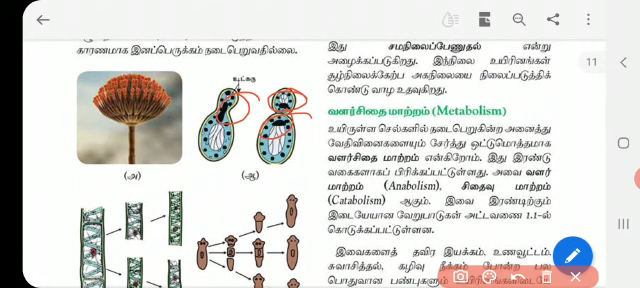 காரணமாக இனப்பெருக்கம் நடைபெறுவதில்லை.
உட்கரு
(அ)
(ஆ)
இது சமநிலைப்பேணுதல் என்று
அழைக்கப்படுகிறது. இந்நிலை உயிரினங்கள்
சூழ்நிலைக்கேற்ப அகநிலையை நிலைப்படுத்திக்
கொண்டு வாழ உதவுகிறது.
வளர்சிதை மாற்றம் (Metabolism)
உயிருள்ள செல்களில் நடைபெறுகின்ற அனைத்து
வேதிவினைகளையும் சேர்த்து ஒட்டுமொத்தமாக
வளர்சிதை மாற்றம் என்கிறோம். இது இரண்டு
வகைகளாகப் பிரிக்கப்பட்டுள்ளது. அவை வளர்
மாற்றம் (Anabolism), சிதைவு மாற்றம்
(Catabolism) ஆகும். இவை இரண்டிற்கும்
இடையேயான வேறுபாடுகள் அட்டவணை 1.1-ல்
கொடுக்கப்பட்டுள்ளன.
இவைகளைத் தவிர இயக்கம், உணவூட்டம்,
சுவாசித்தல், கழிவு நீக்கம் போன்ற பல
பொதுவான பண்புகளும்
11